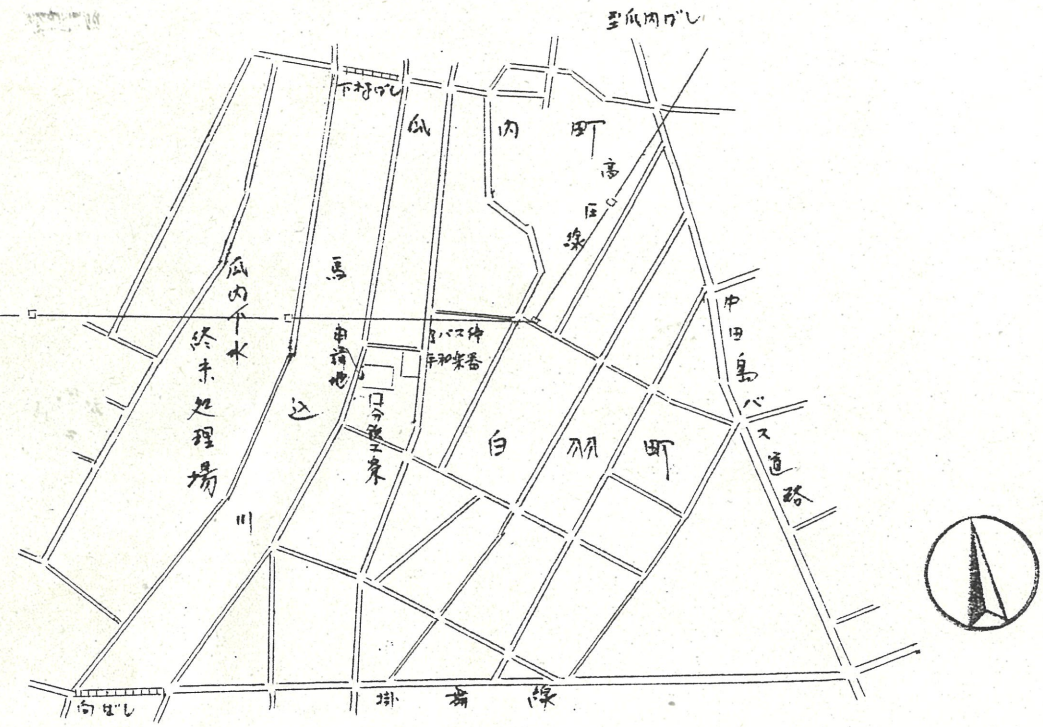 瓜内ばし
下村ばし
瓜内町
高圧線
馬込川
瓜内下水
終末処理場
申請地
バス停
白羽町
中田島バス道路
向ばし
掛塚線